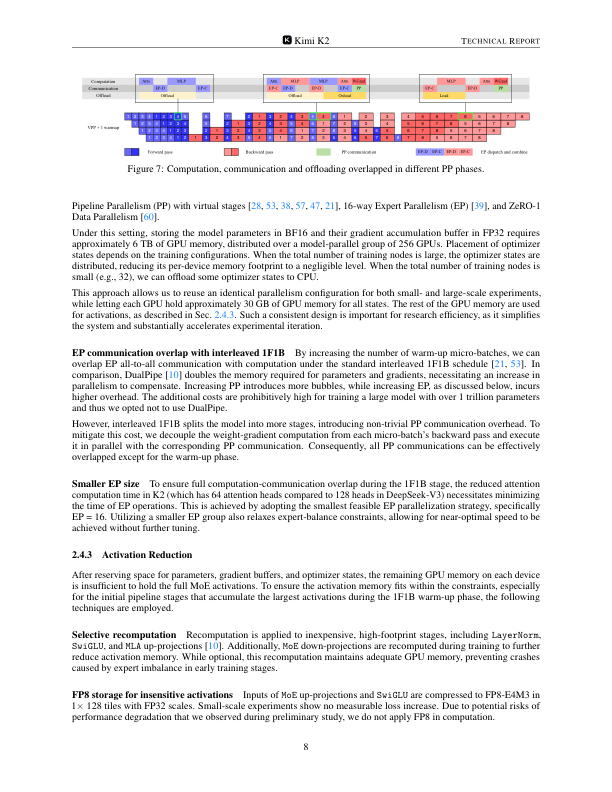 Kimi K2
TECHNICAL REPORT
Computation
Communication
Offload
Attn MLP
EP-D EP-C
Offload
Attn MLP MLP Attn
EP-C EP-D EP-D EP-C PP
Offload Onload
MLP Attn
EP-C EP-D PP
Load
VPP + 1 warmup
Forward pass
Backward pass
PP communication
EP-D EP-C EP-D EP-C
EP dispatch and combine
Figure 7: Computation, communication and offloading overlapped in different PP phases.
Pipeline Parallelism (PP) with virtual stages [28, 53, 38, 57, 47, 21], 16-way Expert Parallelism (EP) [39], and ZeRO-1
Data Parallelism [60].
Under this setting, storing the model parameters in BF16 and their gradient accumulation buffer in FP32 requires
approximately 6 TB of GPU memory, distributed over a model-parallel group of 256 GPUs. Placement of optimizer
states depends on the training configurations. When the total number of training nodes is large, the optimizer states are
distributed, reducing its per-device memory footprint to a negligible level. When the total number of training nodes is
small (e.g., 32), we can offload some optimizer states to CPU.
This approach allows us to reuse an identical parallelism configuration for both small- and large-scale experiments,
while letting each GPU hold approximately 30 GB of GPU memory for all states. The rest of the GPU memory are used
for activations, as described in Sec. 2.4.3. Such a consistent design is important for research efficiency, as it simplifies
the system and substantially accelerates experimental iteration.
EP communication overlap with interleaved 1F1B By increasing the number of warm-up micro-batches, we can
overlap EP all-to-all communication with computation under the standard interleaved 1F1B schedule [21, 53]. In
comparison, DualPipe [10] doubles the memory required for parameters and gradients, necessitating an increase in
parallelism to compensate. Increasing PP introduces more bubbles, while increasing EP, as discussed below, incurs
higher overhead. The additional costs are prohibitively high for training a large model with over 1 trillion parameters
and thus we opted not to use DualPipe.
However, interleaved 1F1B splits the model into more stages, introducing non-trivial PP communication overhead. To
mitigate this cost, we decouple the weight-gradient computation from each micro-batch's backward pass and execute
it in parallel with the corresponding PP communication. Consequently, all PP communications can be effectively
overlapped except for the warm-up phase.
Smaller EP size To ensure full computation-communication overlap during the 1F1B stage, the reduced attention
computation time in K2 (which has 64 attention heads compared to 128 heads in DeepSeek-V3) necessitates minimizing
the time of EP operations. This is achieved by adopting the smallest feasible EP parallelization strategy, specifically
EP = 16. Utilizing a smaller EP group also relaxes expert-balance constraints, allowing for near-optimal speed to be
achieved without further tuning.
2.4.3 Activation Reduction
After reserving space for parameters, gradient buffers, and optimizer states, the remaining GPU memory on each device
is insufficient to hold the full MoE activations. To ensure the activation memory fits within the constraints, especially
for the initial pipeline stages that accumulate the largest activations during the 1F1B warm-up phase, the following
techniques are employed.
Selective recomputation Recomputation is applied to inexpensive, high-footprint stages, including LayerNorm,
SwiGLU, and MLA up-projections [10]. Additionally, MoE down-projections are recomputed during training to further
reduce activation memory. While optional, this recomputation maintains adequate GPU memory, preventing crashes
caused by expert imbalance in early training stages.
FP8 storage for insensitive activations Inputs of MoE up-projections and SwiGLU are compressed to FP8-E4M3 in
1× 128 tiles with FP32 scales. Small-scale experiments show no measurable loss increase. Due to potential risks of
performance degradation that we observed during preliminary study, we do not apply FP8 in computation.
8